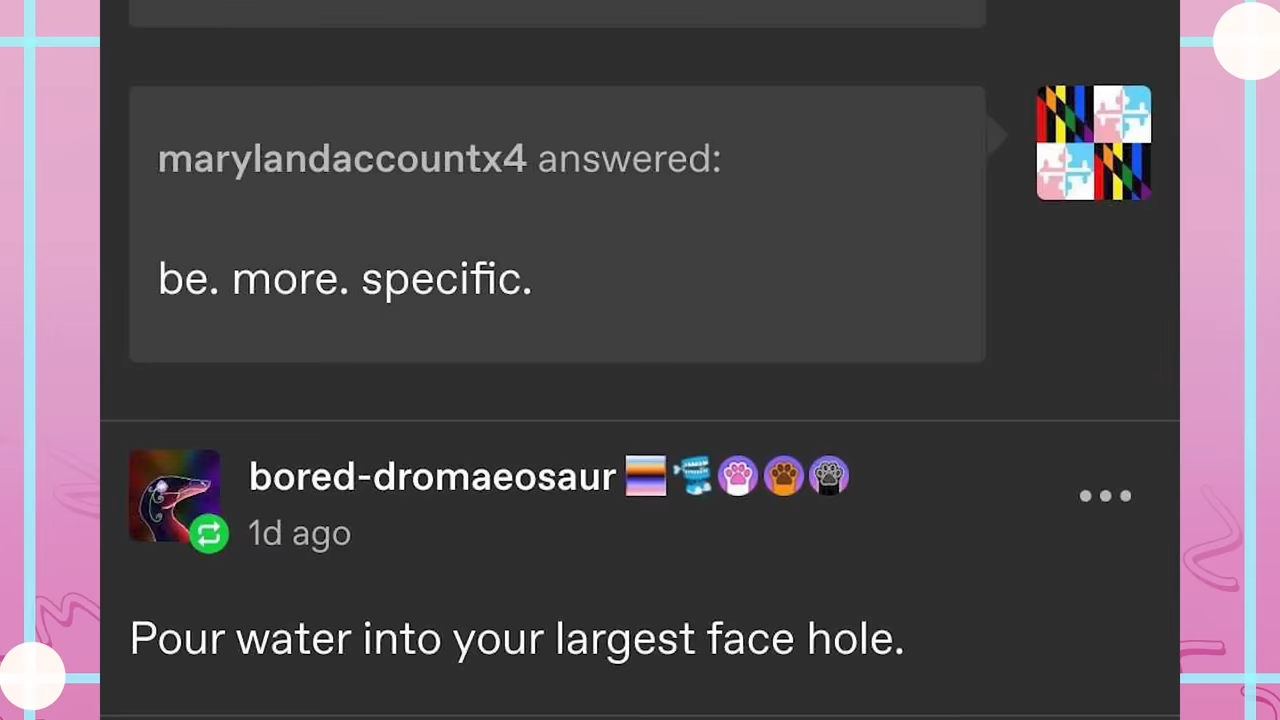 marylandaccountx4 answered:
be. more. specific.
bored-dromaeosaur
1d ago
Pour water into your largest face hole.